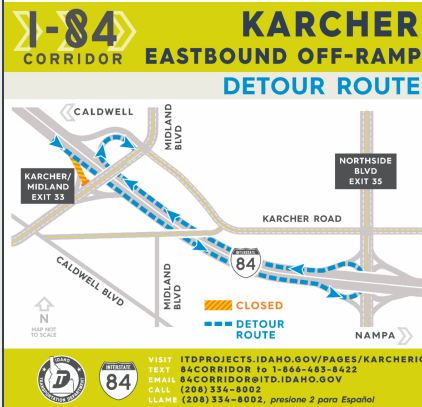 I-84
CORRIDOR
KARCHER
EASTBOUND OFF-RAMP
DETOUR ROUTE
CALDWELL
MIDLAND
BLVD
KARCHER/
MIDLAND
EXIT 33
NORTHSIDE
BLVD
EXIT 35
KARCHER ROAD
INTERSTATE
84
CALDWELL BLVD
MIDLAND
BLVD
CLOSED
DETOUR
ROUTE
N
MAP NOT
TO SCALE
NAMPA
IDAHO
TRANSPORTATION DEPARTMENT
INTERSTATE
84
VISIT ITDPROJECTS.IDAHO.GOV/PAGES/KARCHERIC
TEXT 84CORRIDOR to 1-866-483-8422
EMAIL 84CORRIDOR@ITD.IDAHO.GOV
CALL (208) 334-8002
LLAME (208) 334-8002, presione 2 para Español